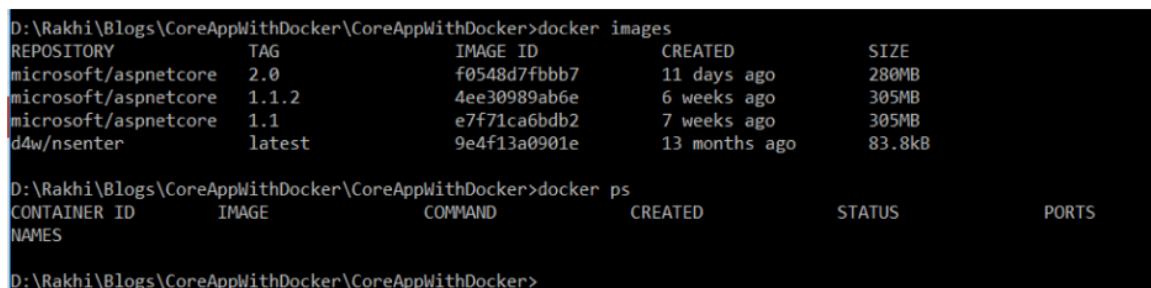 D:\Rakhi\Blogs\CoreAppWithDocker\CoreAppWithDocker>docker images
REPOSITORY TAG IMAGE ID CREATED SIZE
microsoft/aspnetcore 2.0 f0548d7fbbb7 11 days ago 280MB
microsoft/aspnetcore 1.1.2 4ee30989ab6e 6 weeks ago 305MB
microsoft/aspnetcore 1.1 e7f71ca6bdb2 7 weeks ago 305MB
d4w/nsenter latest 9e4f13a0901e 13 months ago 83.8kB
D:\Rakhi\Blogs\CoreAppWithDocker\CoreAppWithDocker>docker ps
CONTAINER ID IMAGE COMMAND CREATED STATUS PORTS
NAMES
D:\Rakhi\Blogs\CoreAppWithDocker\CoreAppWithDocker>